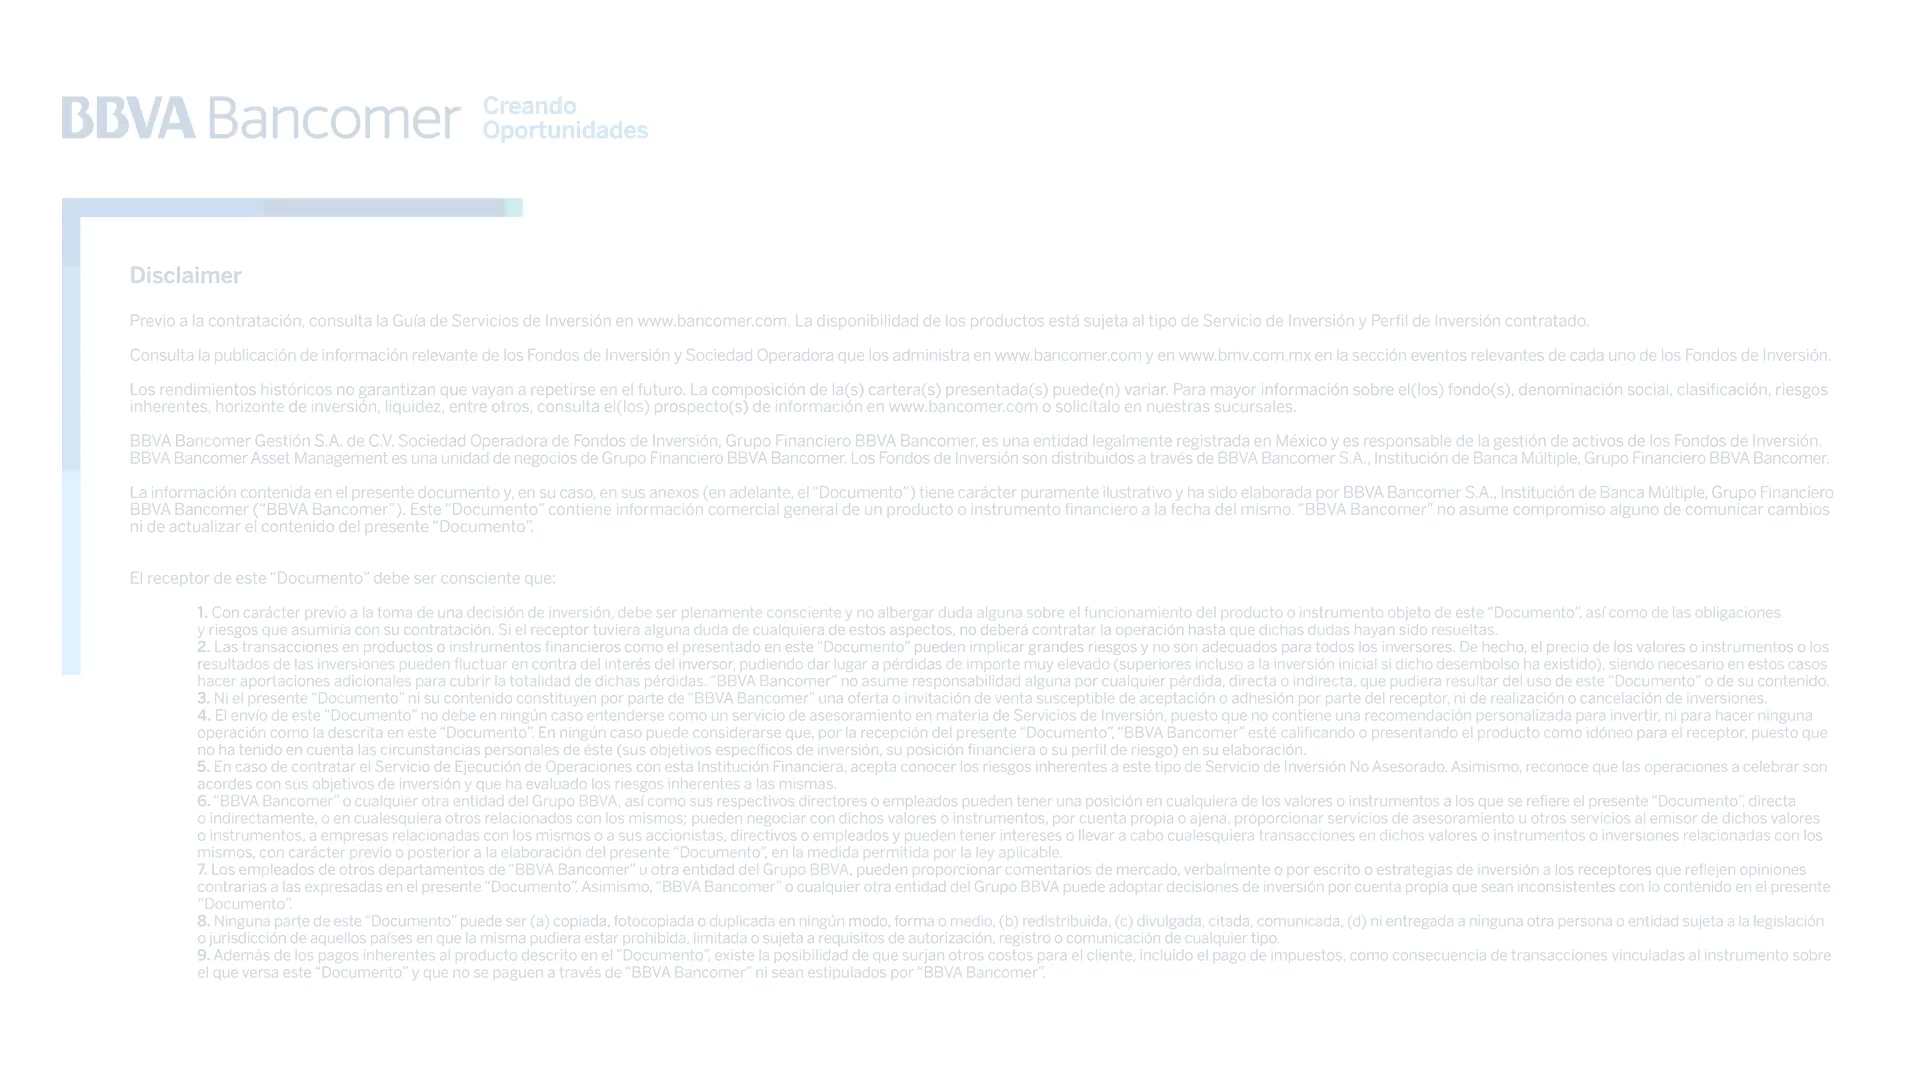 BBVA Bancomer
Creando
Oportunidades
Disclaimer
Previo a la contratación, consulta la Guía de Servicios de Inversión en www.bancomer.com. La disponibilidad de los productos está sujeta al tipo de Servicio de Inversión y Perfil de Inversión contratado.
Consulta la publicación de información relevante de los Fondos de Inversión y Sociedad Operadora que los administra en www.bancomer.com y en www.bmv.com.mx en la sección eventos relevantes de cada uno de los Fondos de Inversión.
Los rendimientos históricos no garantizan que vayan a repetirse en el futuro. La composición de la(s) cartera(s) presentada(s) puede(n) variar. Para mayor información sobre el(los) fondo(s), denominación social, clasificación, riesgos
inherentes, horizonte de inversión, liquidez, entre otros, consulta el(los) prospecto(s) de información en www.bancomer.com o solicítalo en nuestras sucursales.
BBVA Bancomer Gestión S.A. de C.V. Sociedad Operadora de Fondos de Inversión, Grupo Financiero BBVA Bancomer, es una entidad legalmente registrada en México y es responsable de la gestión de activos de los Fondos de Inversión.
BBVA Bancomer Asset Management es una unidad de negocios de Grupo Financiero BBVA Bancomer. Los Fondos de Inversión son distribuidos a través de BBVA Bancomer S.A., Institución de Banca Múltiple, Grupo Financiero BBVA Bancomer.
La información contenida en el presente documento y, en su caso, en sus anexos (en adelante, el “Documento”) tiene carácter puramente ilustrativo y ha sido elaborada por BBVA Bancomer S.A., Institución de Banca Múltiple, Grupo Financiero
BBVA Bancomer (“BBVA Bancomer”). Este “Documento” contiene información comercial general de un producto o instrumento financiero a la fecha del mismo. “BBVA Bancomer” no asume compromiso alguno de comunicar cambios
ni de actualizar el contenido del presente “Documento”.
El receptor de este “Documento” debe ser consciente que:
1. Con carácter previo a la toma de una decisión de inversión, debe ser plenamente consciente y no albergar duda alguna sobre el funcionamiento del producto o instrumento objeto de este “Documento”, así como de las obligaciones
y riesgos que asumiría con su contratación. Si el receptor tuviera alguna duda de cualquiera de estos aspectos, no deberá contratar la operación hasta que dichas dudas hayan sido resueltas.
2. Las transacciones en productos o instrumentos financieros como el presentado en este “Documento” pueden implicar grandes riesgos y no son adecuados para todos los inversores. De hecho, el precio de los valores o instrumentos o los
resultados de las inversiones pueden fluctuar en contra del interés del inversor, pudiendo dar lugar a pérdidas de importe muy elevado (superiores incluso a la inversión inicial si dicho desembolso ha existido), siendo necesario en estos casos
hacer aportaciones adicionales para cubrir la totalidad de dichas pérdidas. “BBVA Bancomer” no asume responsabilidad alguna por cualquier pérdida, directa o indirecta, que pudiera resultar del uso de este “Documento” o de su contenido.
3. Ni el presente “Documento” ni su contenido constituyen por parte de “BBVA Bancomer” una oferta o invitación de venta susceptible de aceptación o adhesión por parte del receptor, ni de realización o cancelación de inversiones.
4. El envío de este “Documento” no debe en ningún caso entenderse como un servicio de asesoramiento en materia de Servicios de Inversión, puesto que no contiene una recomendación personalizada para invertir, ni para hacer ninguna
operación como la descrita en este “Documento”. En ningún caso puede considerarse que, por la recepción del presente “Documento”, “BBVA Bancomer” esté calificando o presentando el producto como idóneo para el receptor, puesto que
no ha tenido en cuenta las circunstancias personales de éste (sus objetivos específicos de inversión, su posición financiera o su perfil de riesgo) en su elaboración.
5. En caso de contratar el Servicio de Ejecución de Operaciones con esta Institución Financiera, acepta conocer los riesgos inherentes a este tipo de Servicio de Inversión No Asesorado. Asimismo, reconoce que las operaciones a celebrar son
acordes con sus objetivos de inversión y que ha evaluado los riesgos inherentes a las mismas.
6. “BBVA Bancomer” o cualquier otra entidad del Grupo BBVA, así como sus respectivos directores o empleados pueden tener una posición en cualquiera de los valores o instrumentos a los que se refiere el presente “Documento”, directa
o indirectamente, o en cualesquiera otros relacionados con los mismos; pueden negociar con dichos valores o instrumentos, por cuenta propia o ajena, proporcionar servicios de asesoramiento u otros servicios al emisor de dichos valores
o instrumentos, a empresas relacionadas con los mismos o a sus accionistas, directivos o empleados y pueden tener intereses o llevar a cabo cualesquiera transacciones en dichos valores o instrumentos o inversiones relacionadas con los
mismos, con carácter previo o posterior a la elaboración del presente “Documento”, en la medida permitida por la ley aplicable.
7. Los empleados de otros departamentos de “BBVA Bancomer” u otra entidad del Grupo BBVA, pueden proporcionar comentarios de mercado, verbalmente o por escrito o estrategias de inversión a los receptores que reflejen opiniones
contrarias a las expresadas en el presente “Documento”. Asimismo, “BBVA Bancomer” o cualquier otra entidad del Grupo BBVA puede adoptar decisiones de inversión por cuenta propia que sean inconsistentes con lo contenido en el presente
“Documento”.
8. Ninguna parte de este “Documento” puede ser (a) copiada, fotocopiada o duplicada en ningún modo, forma o medio, (b) redistribuida, (c) divulgada, citada, comunicada, (d) ni entregada a ninguna otra persona o entidad sujeta a la legislación
o jurisdicción de aquellos países en que la misma pudiera estar prohibida, limitada o sujeta a requisitos de autorización, registro o comunicación de cualquier tipo.
9. Además de los pagos inherentes al producto descrito en el “Documento”, existe la posibilidad de que surjan otros costos para el cliente, incluido el pago de impuestos, como consecuencia de transacciones vinculadas al instrumento sobre
el que versa este “Documento” y que no se paguen a través de “BBVA Bancomer” ni sean estipulados por “BBVA Bancomer”.